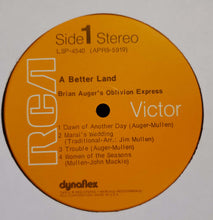 Side 1 Stereo
LSP-4540 (APRS-5919)
A Better Land
Brian Auger's Oblivion Express
RCA Victor
1 Dawn of Another Day (Auger-Mullen)
2 Marai's Wedding
(Traditional-Arr.: Jim Mullen)
3 Trouble (Auger-Mullen)
4 Women of the Seasons
(Mullen-John Mackie)
dynaflex